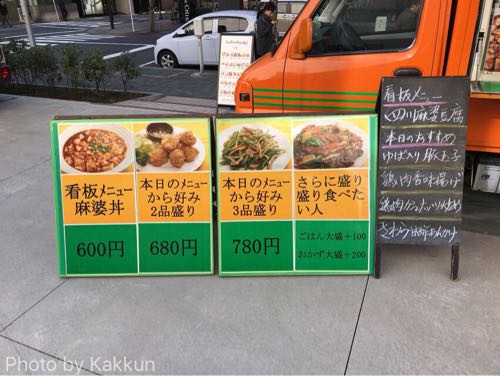 看板メニュー
麻婆丼
600円
本日のメニュー
から好み
2品盛り
680円
本日のメニュー
から好み
3品盛り
780円
さらに盛り
盛り食べたい
人
ごはん大盛+100
おかず大盛+200
看板メニュー
四川麻婆豆腐
本日のおすすめ
ゆば入り豚玉子
鶏肉香味揚げ
鶏肉カシューナッツ炒め
さわら
Photo by Kakkun